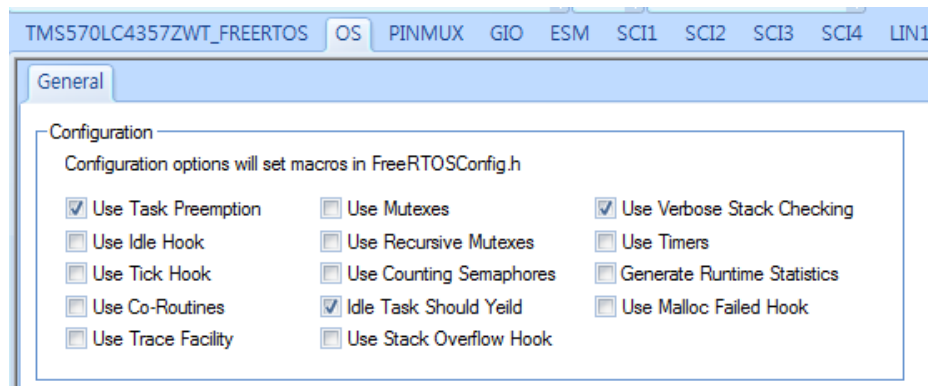 TMS570LC4357ZWT_FREERTOS OS PINMUX GIO ESM SCI1 SCI2 SCI3 SCI4 LIN1
General
Configuration
Configuration options will set macros in FreeRTOSConfig.h
Use Task Preemption Use Mutexes Use Verbose Stack Checking
Use Idle Hook Use Recursive Mutexes Use Timers
Use Tick Hook Use Counting Semaphores Generate Runtime Statistics
Use Co-Routines Idle Task Should Yeild Use Malloc Failed Hook
Use Trace Facility Use Stack Overflow Hook